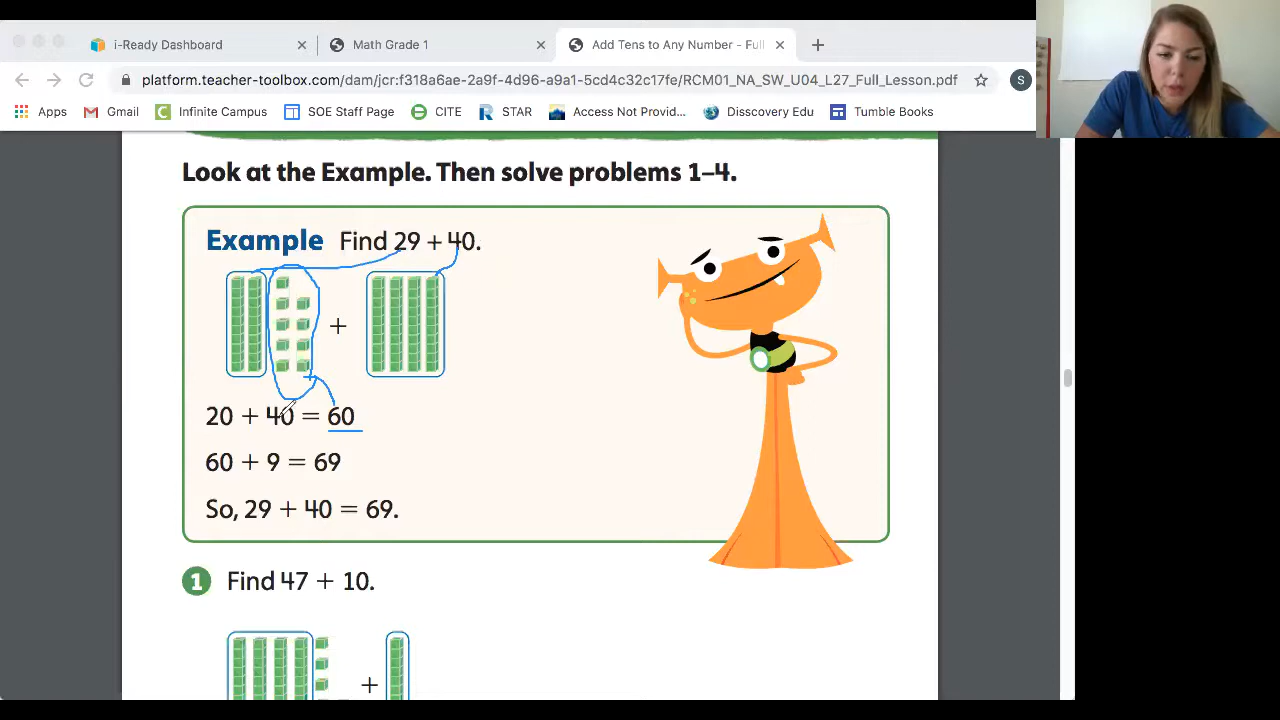 i-Ready Dashboard
Math Grade 1
Add Tens to Any Number - Full
platform.teacher-toolbox.com/dam/jcr:f318a6ae-2a9f-4d96-a9a1-5cd4c32c17fe/RCM01_NA_SW_U04_L27_Full_Lesson.pdf
S
Apps Gmail Infinite Campus SOE Staff Page CITE STAR Access Not Provid... Disscovery Edu Tumble Books
Look at the Example. Then solve problems 1–4.
Example Find 29 + 40.
+
20 + 40 = 60
60 + 9 = 69
So, 29 + 40 = 69.
1 Find 47 + 10.
+